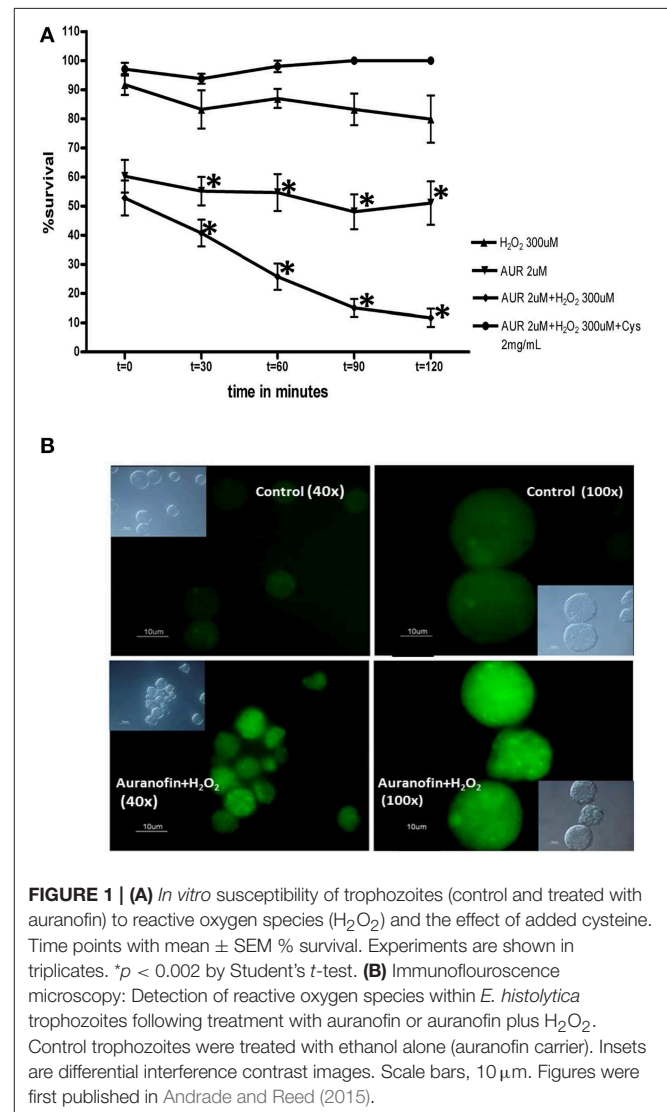 A
110
100
90
80
70
60
50
40
30
20
10
0
%survival
* * * *
* * * *
t=0 t=30 t=60 t=90 t=120
time in minutes
H₂O₂ 300uM
AUR 2uM
AUR 2uM+H₂O₂ 300uM
AUR 2uM+H₂O₂ 300uM+Cys
2mg/mL
B
Control (40x)
10um
Control (100x)
10um
Auranofin+H₂O₂
(40x)
10um
Auranofin+H₂O₂
(100x)
10um
FIGURE 1 | (A) In vitro susceptibility of trophozoites (control and treated with
auranofin) to reactive oxygen species (H₂O₂) and the effect of added cysteine.
Time points with mean ± SEM % survival. Experiments are shown in
triplicates. *p < 0.002 by Student's t-test. (B) Immunoflouroscence
microscopy: Detection of reactive oxygen species within E. histolytica
trophozoites following treatment with auranofin or auranofin plus H₂O₂.
Control trophozoites were treated with ethanol alone (auranofin carrier). Insets
are differential interference contrast images. Scale bars, 10 μm. Figures were
first published in Andrade and Reed (2015).